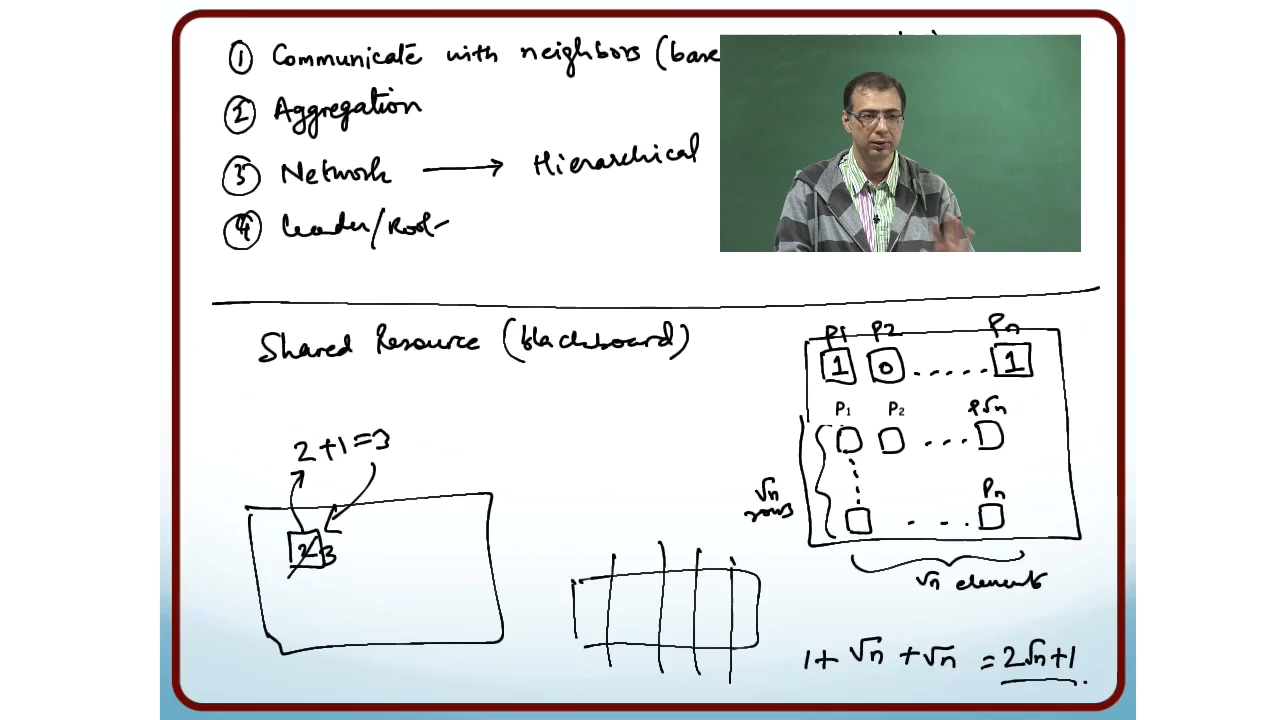 ① Communicate with neighbors (base
② Aggregation
③ Network → Hierarchical
④ Leader/Root
Shared Resource (blackboard)
P1 P2 Pn
1 0 ..... 1
P1 P2 P√n
...
√n rows
Pn
...
√n elements
2+1=3
2 3
1+ √n +√n = 2√n+1